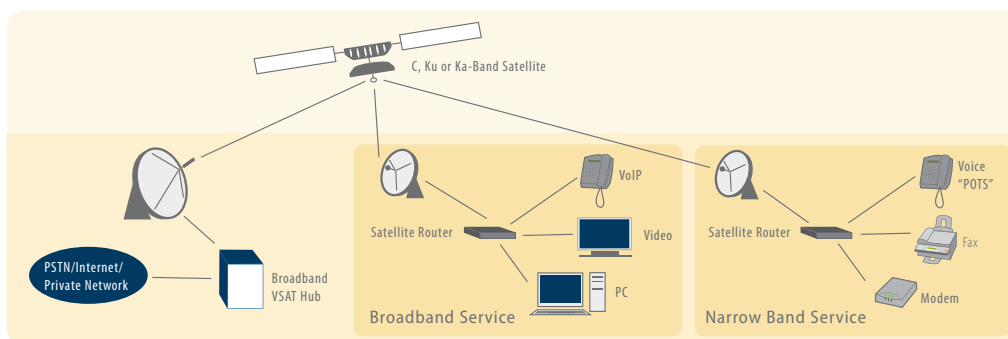 C, Ku or Ka-Band Satellite
PSTN/Internet/
Private Network
Broadband
VSAT Hub
Satellite Router
VoIP
Video
PC
Broadband Service
Satellite Router
Voice
"POTS"
Fax
Modem
Narrow Band Service